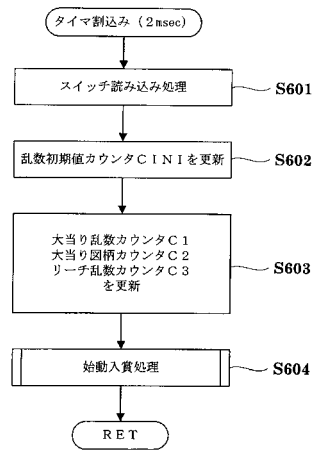 タイマ割込み（２msec）
スイッチ読み込み処理
S601
乱数初期値カウンタＣＩＮＩを更新
S602
大当り乱数カウンタＣ１
大当り図柄カウンタＣ２
リーチ乱数カウンタＣ３
を更新
S603
始動入賞処理
S604
ＲＥＴ